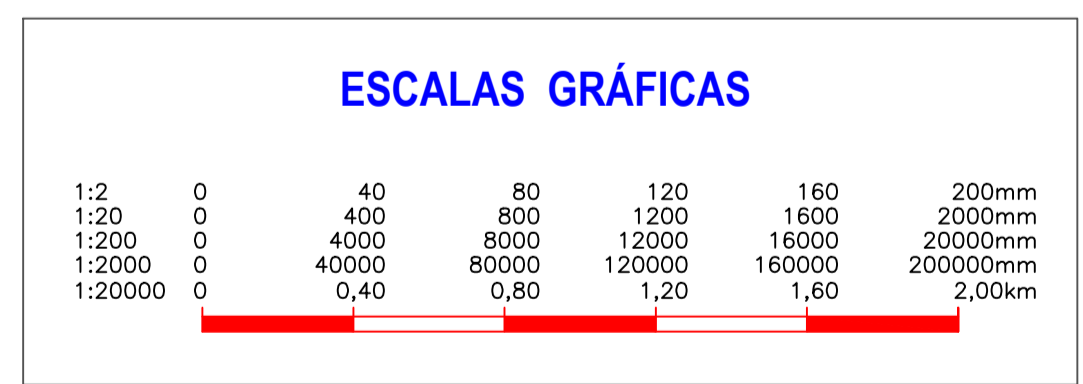 ESCALAS GRÁFICAS
1:2 0 40 80 120 160 200mm
1:20 0 400 800 1200 1600 2000mm
1:200 0 4000 8000 12000 16000 20000mm
1:2000 0 40000 80000 120000 160000 200000mm
1:20000 0 0,40 0,80 1,20 1,60 2,00km